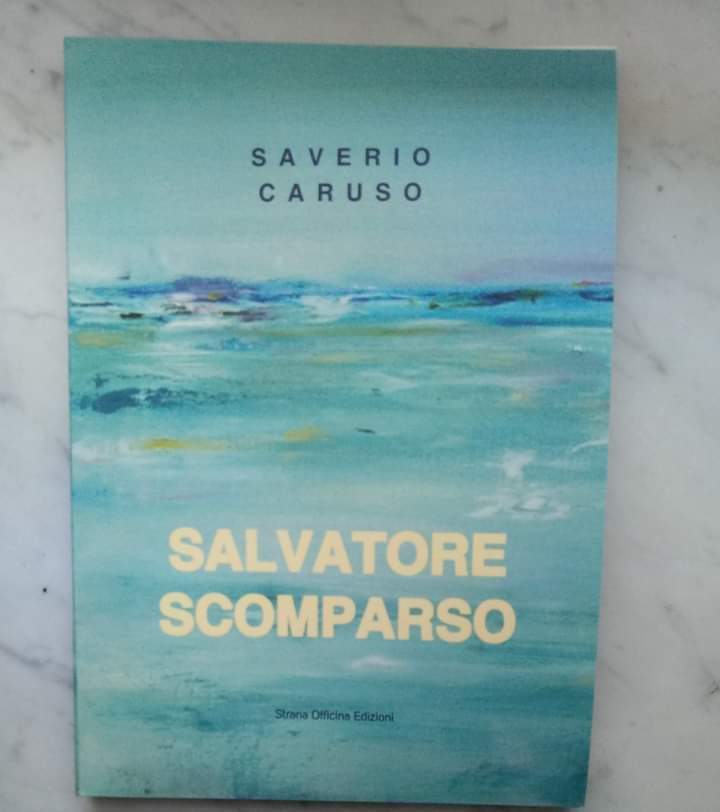 SAVERIO
CARUSO
SALVATORE
SCOMPARSO
Strana Officina Edizioni